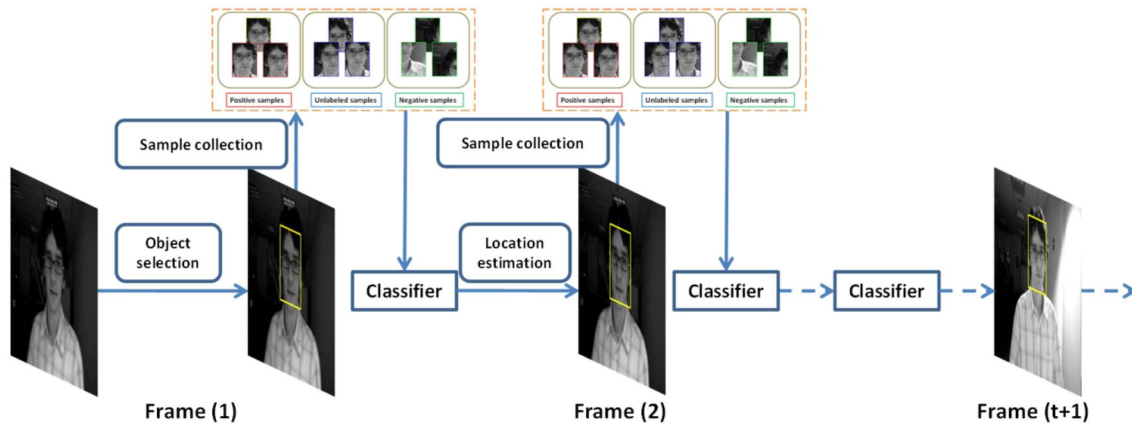 Positive samples
Unlabeled samples
Negative samples
Positive samples
Unlabeled samples
Negative samples
Sample collection
Sample collection
Object
selection
Location
estimation
Classifier
Classifier
Classifier
Frame (1)
Frame (2)
Frame (t+1)